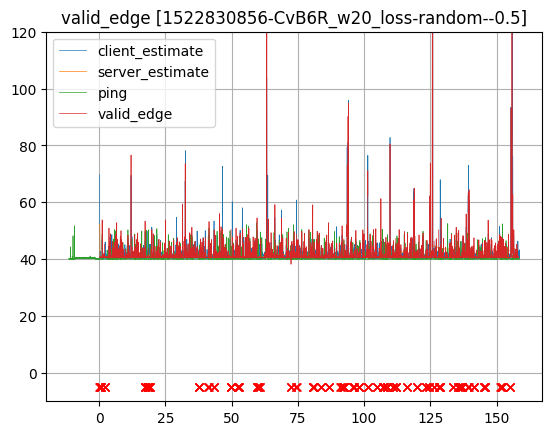 valid_edge [1522830856-CvB6R_w20_loss-random--0.5]
client_estimate
server_estimate
ping
valid_edge
120
100
80
60
40
20
0
0 25 50 75 100 125 150